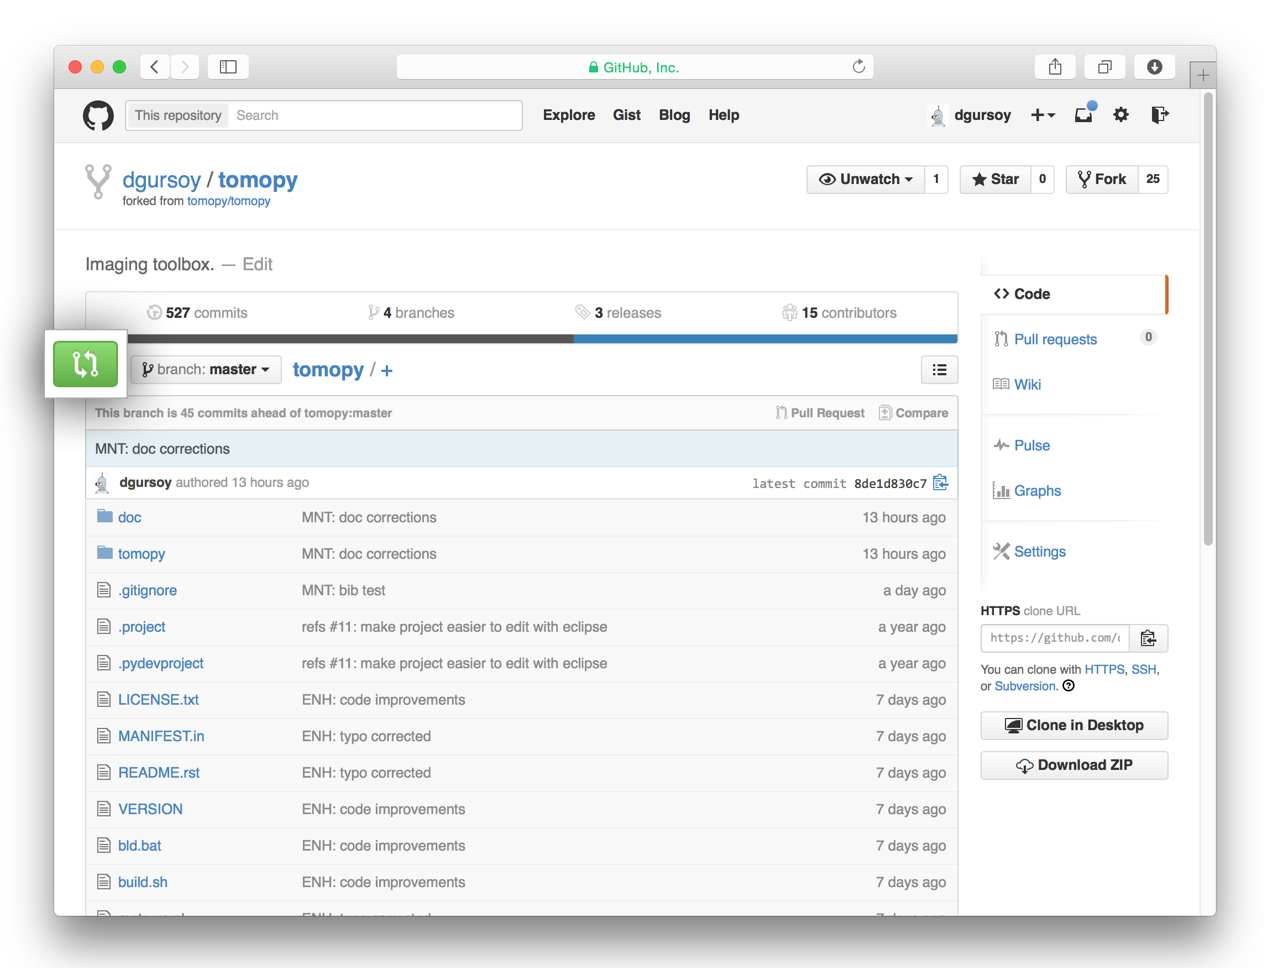 GitHub, Inc.
This repository Search Explore Gist Blog Help dgursoy
dgursoy / tomopy
forked from tomopy/tomopy
Unwatch 1 Star 0 Fork 25
Imaging toolbox. — Edit
527 commits 4 branches 3 releases 15 contributors
branch: master tomopy / +
This branch is 45 commits ahead of tomopy:master Pull Request Compare
MNT: doc corrections
dgursoy authored 13 hours ago latest commit 8de1d830c7
doc MNT: doc corrections 13 hours ago
tomopy MNT: doc corrections 13 hours ago
.gitignore MNT: bib test a day ago
.project refs #11: make project easier to edit with eclipse a year ago
.pydevproject refs #11: make project easier to edit with eclipse a year ago
LICENSE.txt ENH: code improvements 7 days ago
MANIFEST.in ENH: typo corrected 7 days ago
README.rst ENH: typo corrected 7 days ago
VERSION ENH: code improvements 7 days ago
bld.bat ENH: code improvements 7 days ago
build.sh ENH: code improvements 7 days ago
Code
Pull requests 0
Wiki
Pulse
Graphs
Settings
HTTPS clone URL
https://github.com/
You can clone with HTTPS, SSH,
or Subversion.
Clone in Desktop
Download ZIP